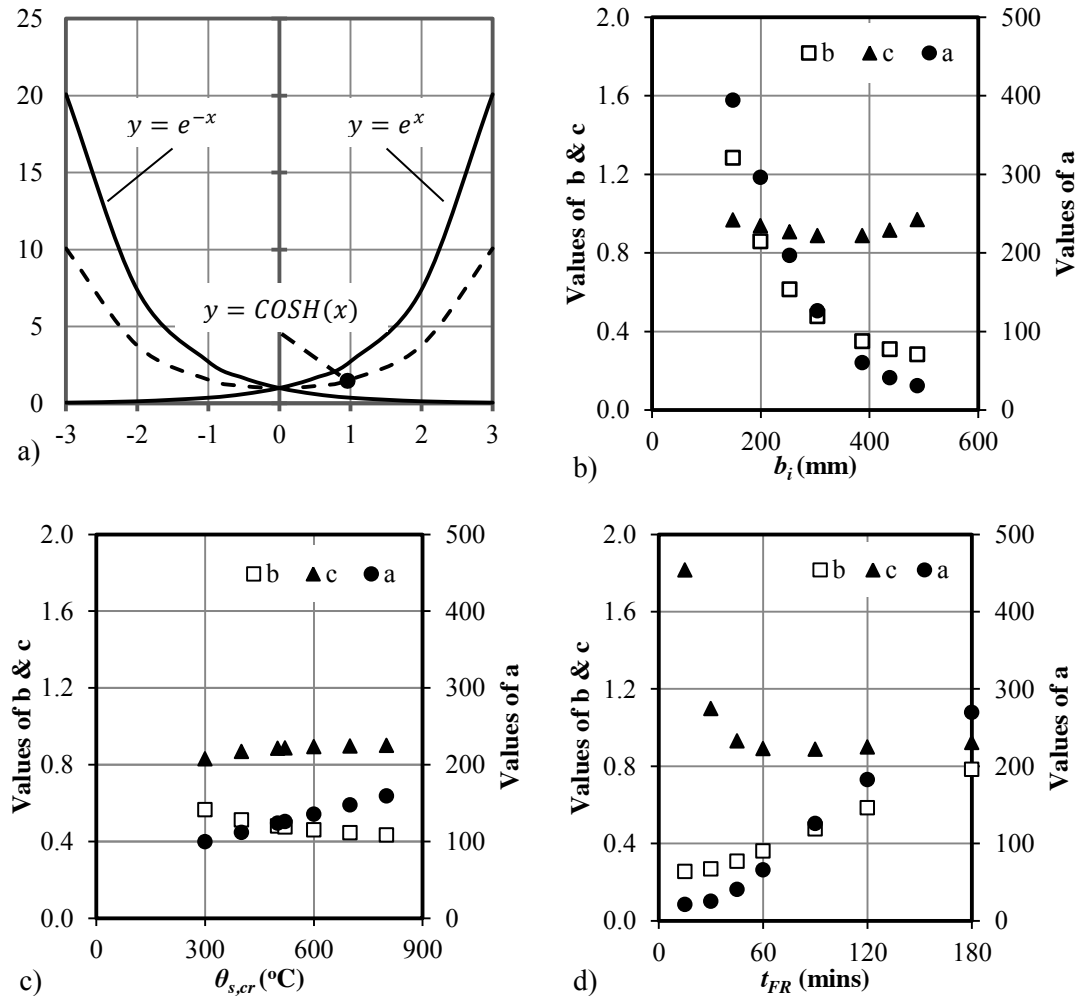 25
20
15
10
5
0
-3 -2 -1 0 1 2 3
y = e^{-x}
y = e^{x}
y = COSH(x)
a)
2.0
1.6
1.2
0.8
0.4
0.0
500
400
300
200
100
0
b c a
Values of b & c
Values of a
0 200 400 600
b_i (mm)
b)
2.0
1.6
1.2
0.8
0.4
0.0
500
400
300
200
100
0
b c a
Values of b & c
Values of a
0 300 600 900
θ_{s,cr} (°C)
c)
2.0
1.6
1.2
0.8
0.4
0.0
500
400
300
200
100
0
b c a
Values of b & c
Values of a
0 60 120 180
t_{FR} (mins)
d)